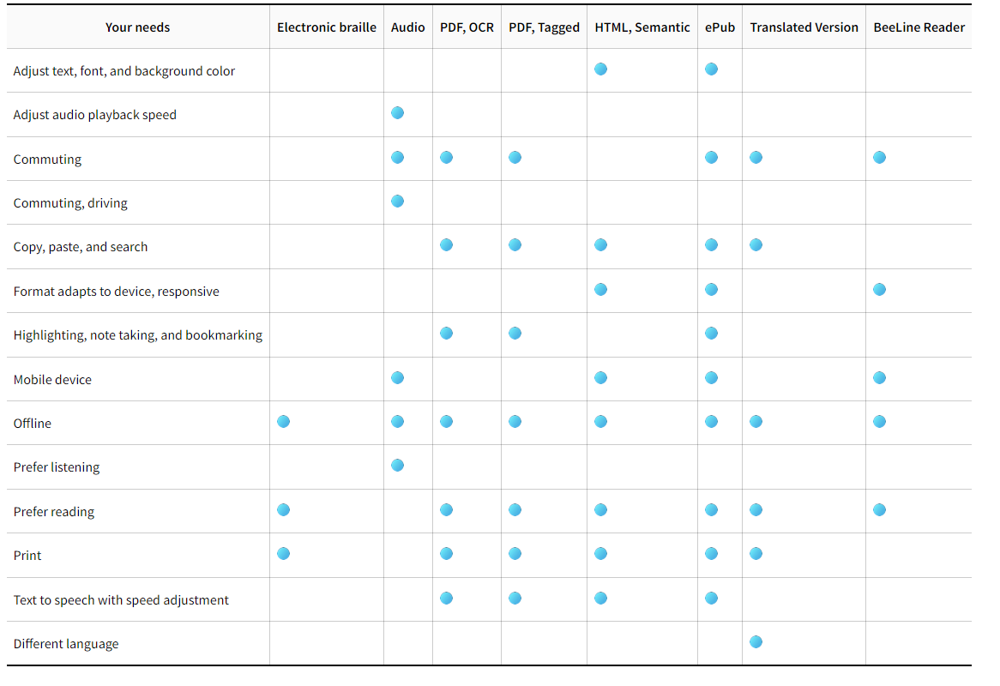 Your needs Electronic braille Audio PDF, OCR PDF, Tagged HTML, Semantic ePub Translated Version BeeLine Reader
Adjust text, font, and background color
Adjust audio playback speed
Commuting
Commuting, driving
Copy, paste, and search
Format adapts to device, responsive
Highlighting, note taking, and bookmarking
Mobile device
Offline
Prefer listening
Prefer reading
Print
Text to speech with speed adjustment
Different language